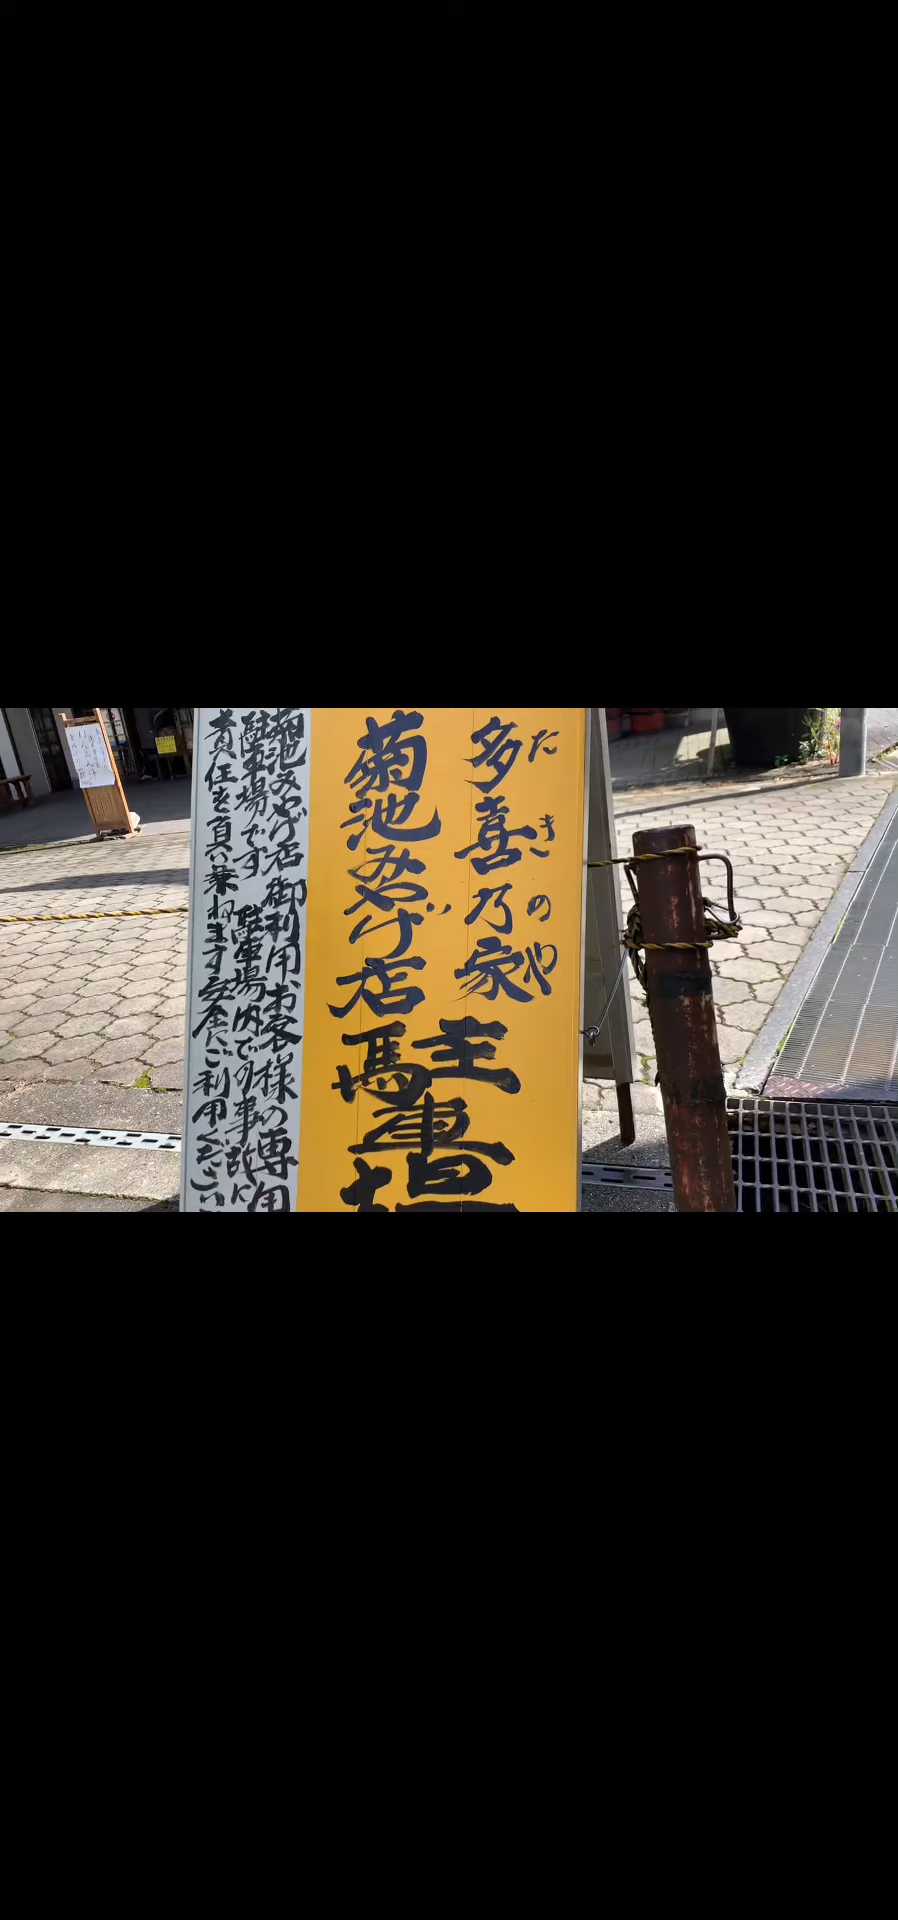 多喜乃家
たきのや
菊池みやげ店
駐車場
菊池みやげ店御利用お客様の専用
駐車場です 駐車場内での事故に
責任を負い兼ねます安全にご利用ください